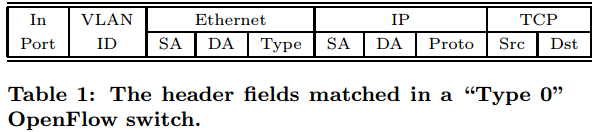 In VLAN Ethernet IP TCP
Port ID SA DA Type SA DA Proto Src Dst
Table 1: The header fields matched in a “Type 0”
OpenFlow switch.